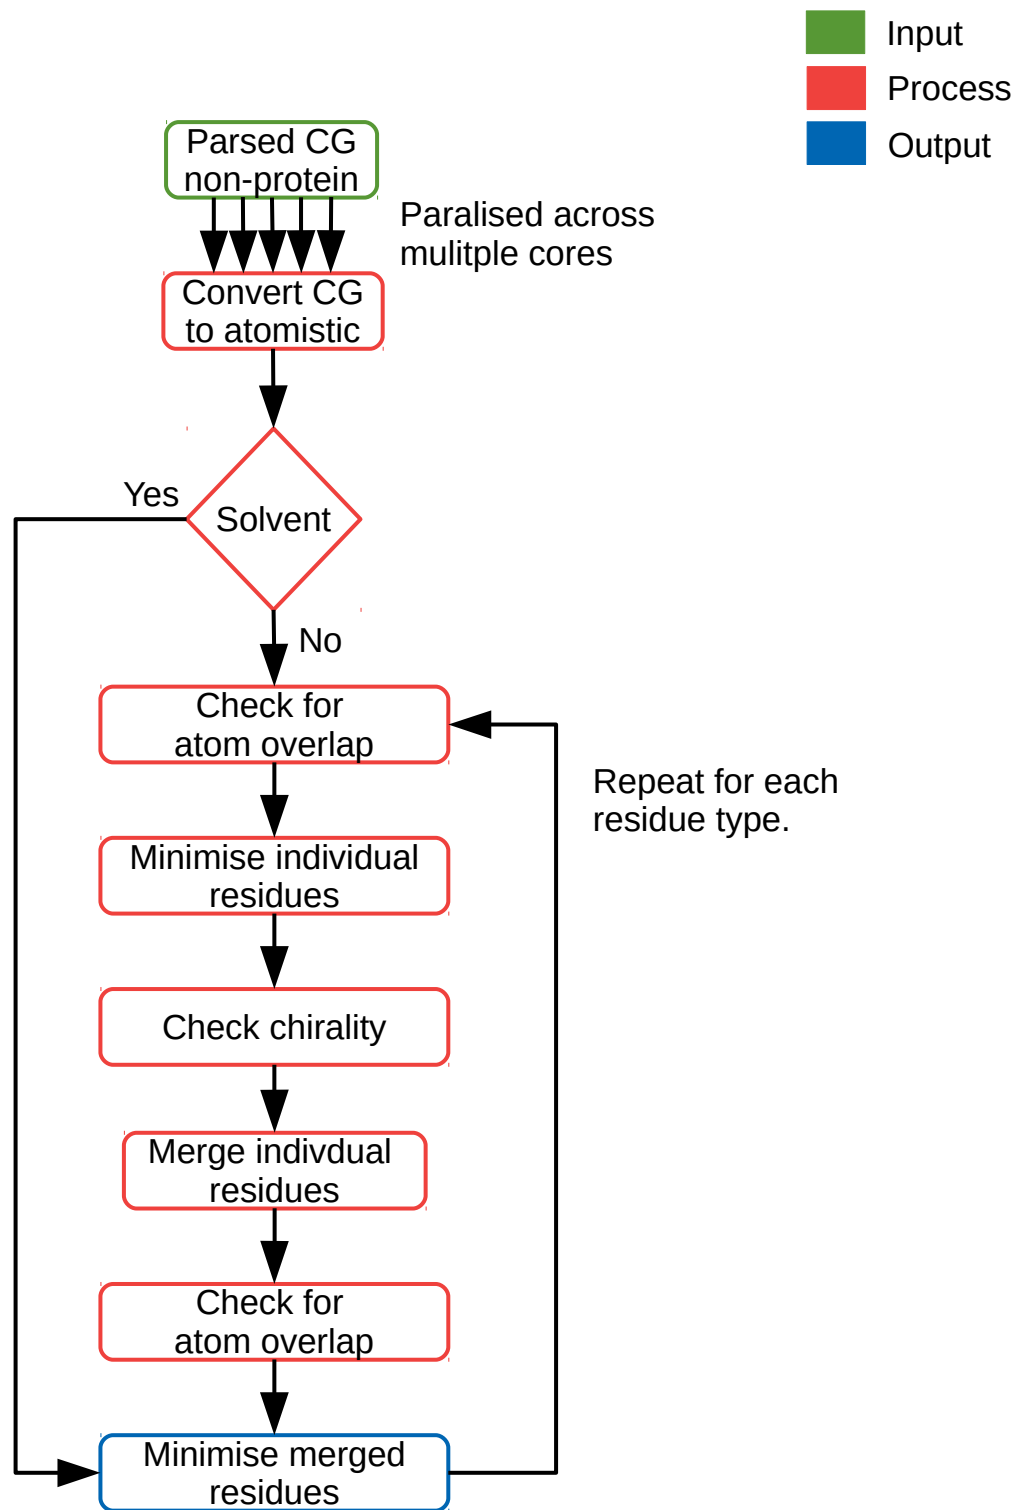 Input
Process
Output
Parsed CG
non-protein
Paralised across
mulitple cores
Convert CG
to atomistic
Yes
Solvent
No
Check for
atom overlap
Repeat for each
residue type.
Minimise individual
residues
Check chirality
Merge indivdual
residues
Check for
atom overlap
Minimise merged
residues